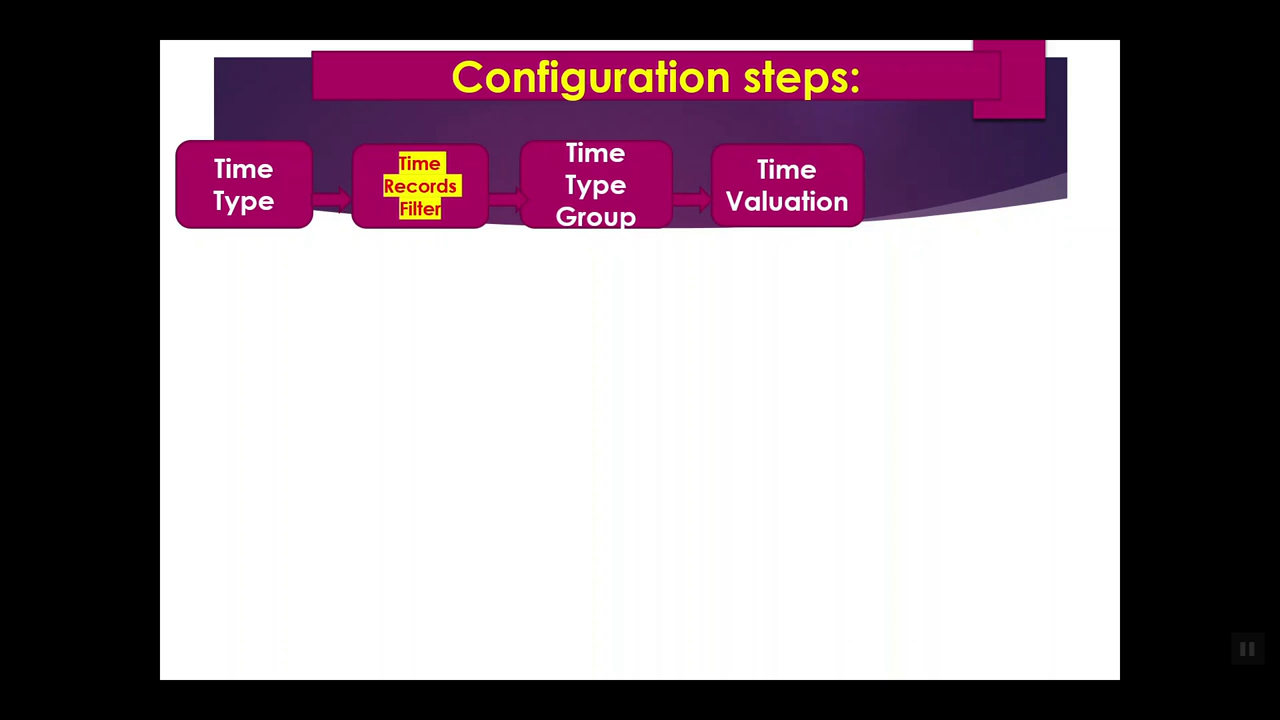 Configuration steps:
Time
Type
Time
Records
Filter
Time
Type
Group
Time
Valuation